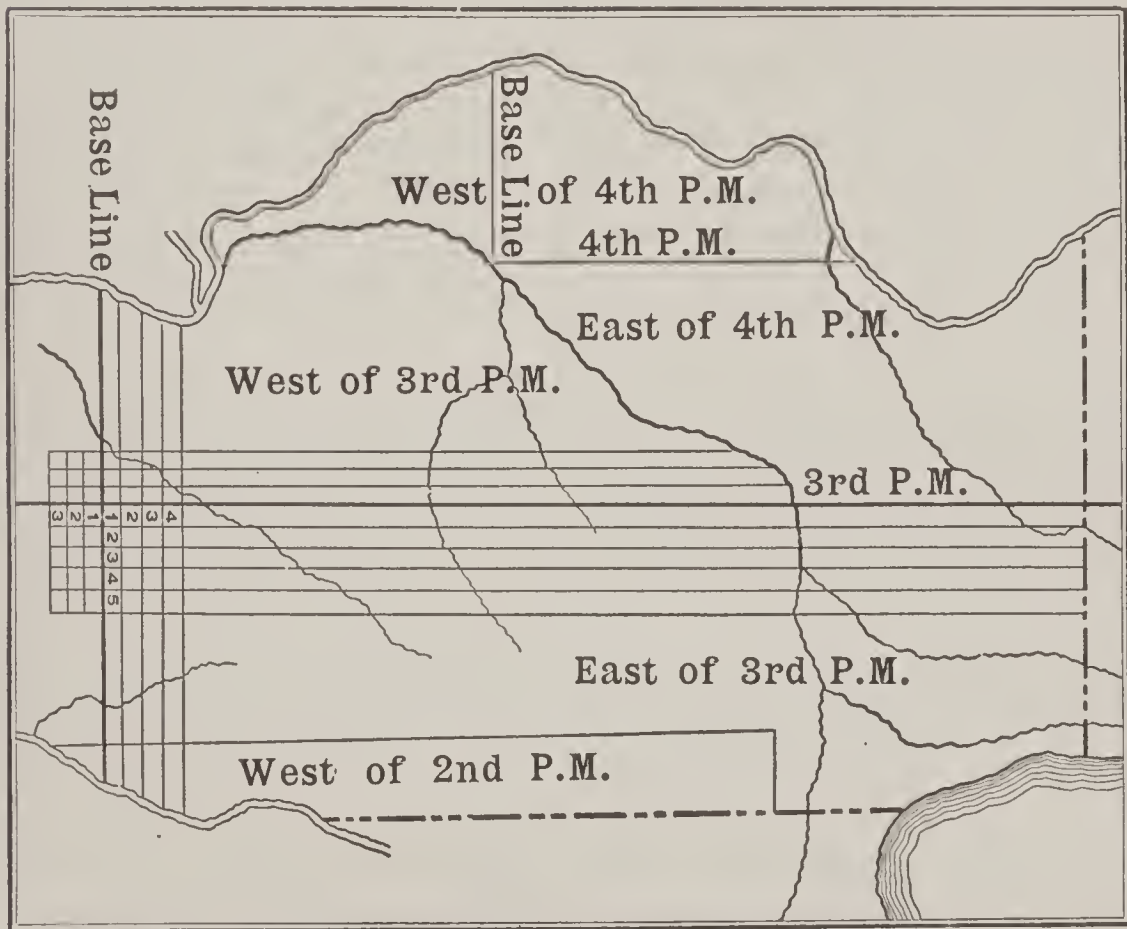 Base Line
Base Line
West of 4th P.M.
4th P.M.
East of 4th P.M.
West of 3rd P.M.
3rd P.M.
3 2 1 1 2 3 4
2
3
4
5
East of 3rd P.M.
West of 2nd P.M.